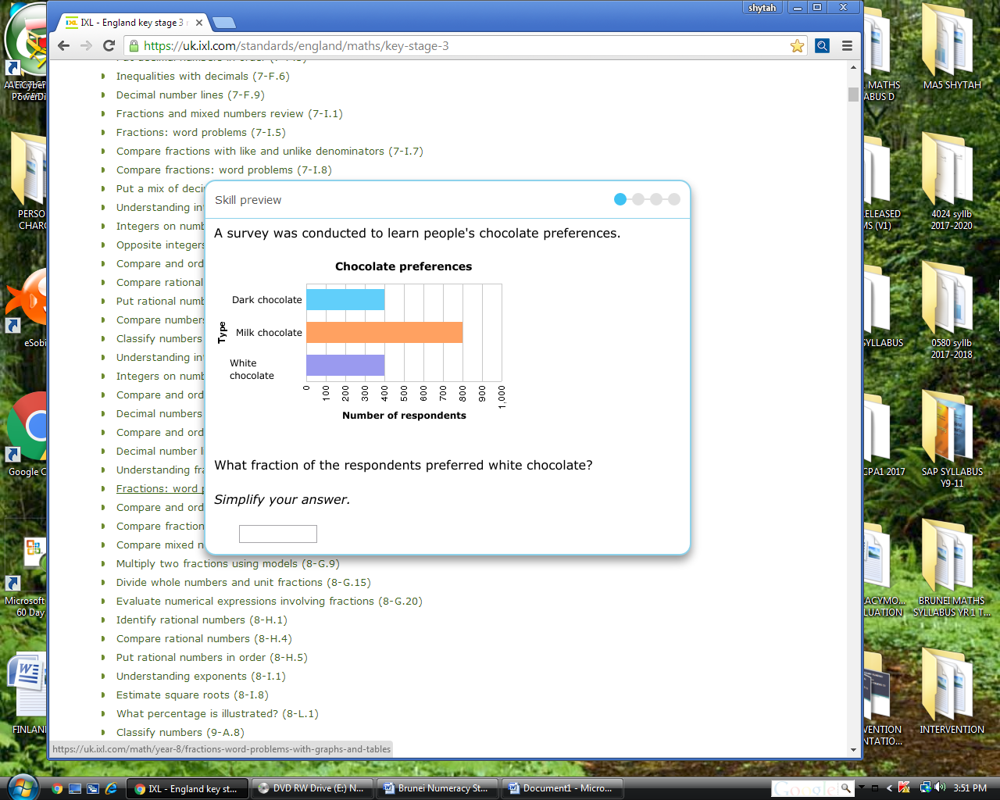 shytah
IXL - England key stage 3
https://uk.ixl.com/standards/england/maths/key-stage-3
Inequalities with decimals (7-F.6)
Decimal number lines (7-F.9)
Fractions and mixed numbers review (7-I.1)
Fractions: word problems (7-I.5)
Compare fractions with like and unlike denominators (7-I.7)
Compare fractions: word problems (7-I.8)
Put a mix of deci
Understanding in
Integers on numb
Opposite integers
Compare and ord
Compare rational
Put rational numb
Compare numbers
Classify numbers
Understanding in
Integers on numb
Compare and ord
Decimal numbers
Compare and ord
Decimal number l
Understanding fra
Fractions: word p
Compare and ord
Compare fraction
Compare mixed n
Multiply two fractions using models (8-G.9)
Divide whole numbers and unit fractions (8-G.15)
Evaluate numerical expressions involving fractions (8-G.20)
Identify rational numbers (8-H.1)
Compare rational numbers (8-H.4)
Put rational numbers in order (8-H.5)
Understanding exponents (8-I.1)
Estimate square roots (8-I.8)
What percentage is illustrated? (8-L.1)
Classify numbers (9-A.8)
Skill preview
A survey was conducted to learn people's chocolate preferences.
Chocolate preferences
Type
Dark chocolate
Milk chocolate
White
chocolate
0 100 200 300 400 500 600 700 800 900 1,000
Number of respondents
What fraction of the respondents preferred white chocolate?
Simplify your answer.
https://uk.ixl.com/math/year-8/fractions-word-problems-with-graphs-and-tables
PERSO
CHAR
eSobi
Google C
Microsoft
60 Day
FINLAN
MATHS
ABUS D
MA5 SHYTAH
ELEASED
MS (V1)
4024 syllb
2017-2020
SYLLABUS
0580 syllb
2017-2018
CPA1 2017
SAP SYLLABUS
Y9-11
ACYMO...
LUATION
BRUNEI MATHS
SYLLABUS YR 1 T...
VENTION
NTATIO...
INTERVENTION
IXL - England key st...
DVD RW Drive (E:) N...
Brunei Numeracy St...
Document1 - Micro...
Google
3:51 PM